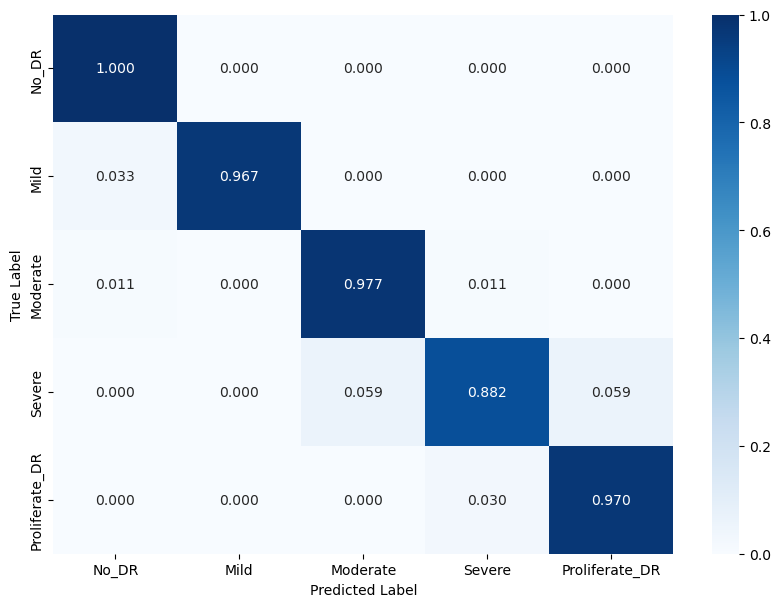 True Label
No_DR 1.000 0.000 0.000 0.000 0.000
Mild 0.033 0.967 0.000 0.000 0.000
Moderate 0.011 0.000 0.977 0.011 0.000
Severe 0.000 0.000 0.059 0.882 0.059
Proliferate_DR 0.000 0.000 0.000 0.030 0.970
No_DR Mild Moderate Severe Proliferate_DR
Predicted Label
1.0
0.8
0.6
0.4
0.2
0.0